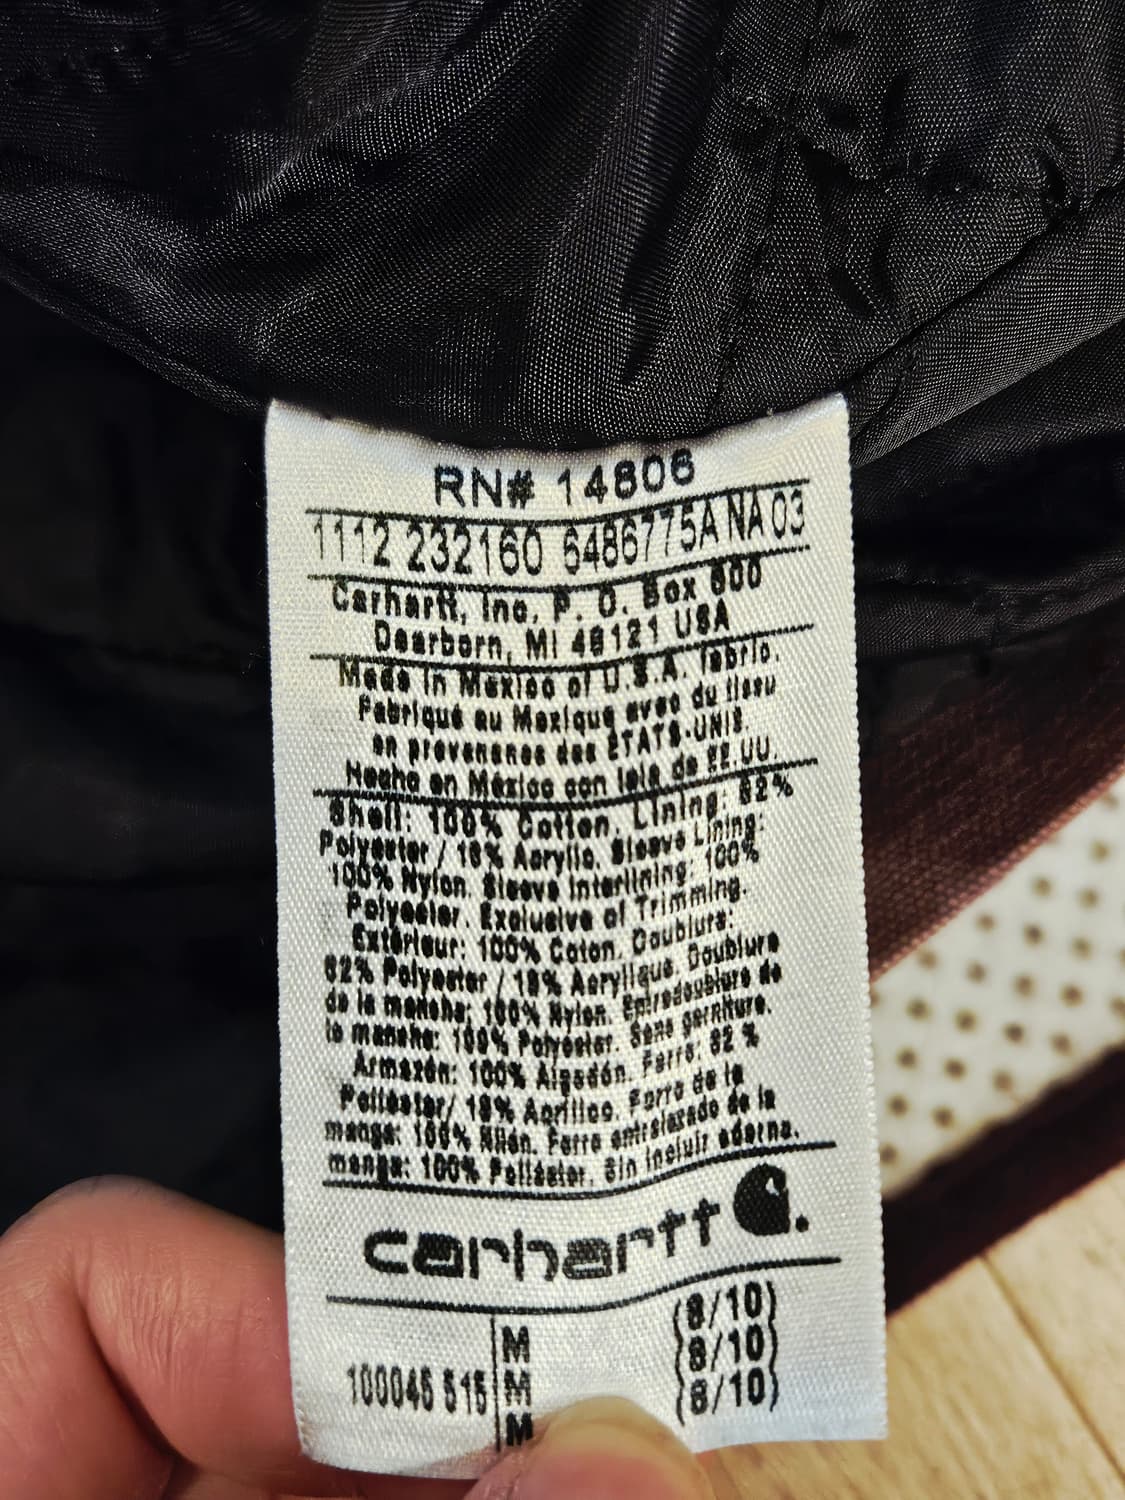 RN# 14806
1112 232160 6486775A NA 03
Carhartt, Inc. P. O. Box 600
Dearborn, MI 48121 USA
Made in Mexico of U.S.A. fabric.
Fabriqué au Mexique avec du tissu
en provenance des ÉTATS-UNIS.
Hecho en México con tela de EE.UU.
Shell: 100% Cotton. Lining: 82%
Polyester / 18% Acrylic. Sleeve Lining:
100% Nylon. Sleeve Interlining: 100%
Polyester. Exclusive of Trimming.
Extérieur: 100% Coton. Doublure:
82% Polyester / 18% Acrylique. Doublure
de la manche: 100% Nylon. Entredoublure de
la manche: 100% Polyester. Sans garniture.
Armazón: 100% Algodón. Forro: 82 %
Poliéster/ 18% Acrílico. Forro de la
manga: 100% Nilón. Forro entrelazado de la
manga: 100% Poliéster. Sin incluir adorno.
carhartt
M (8/10)
M (8/10)
100045 515 M (8/10)
M